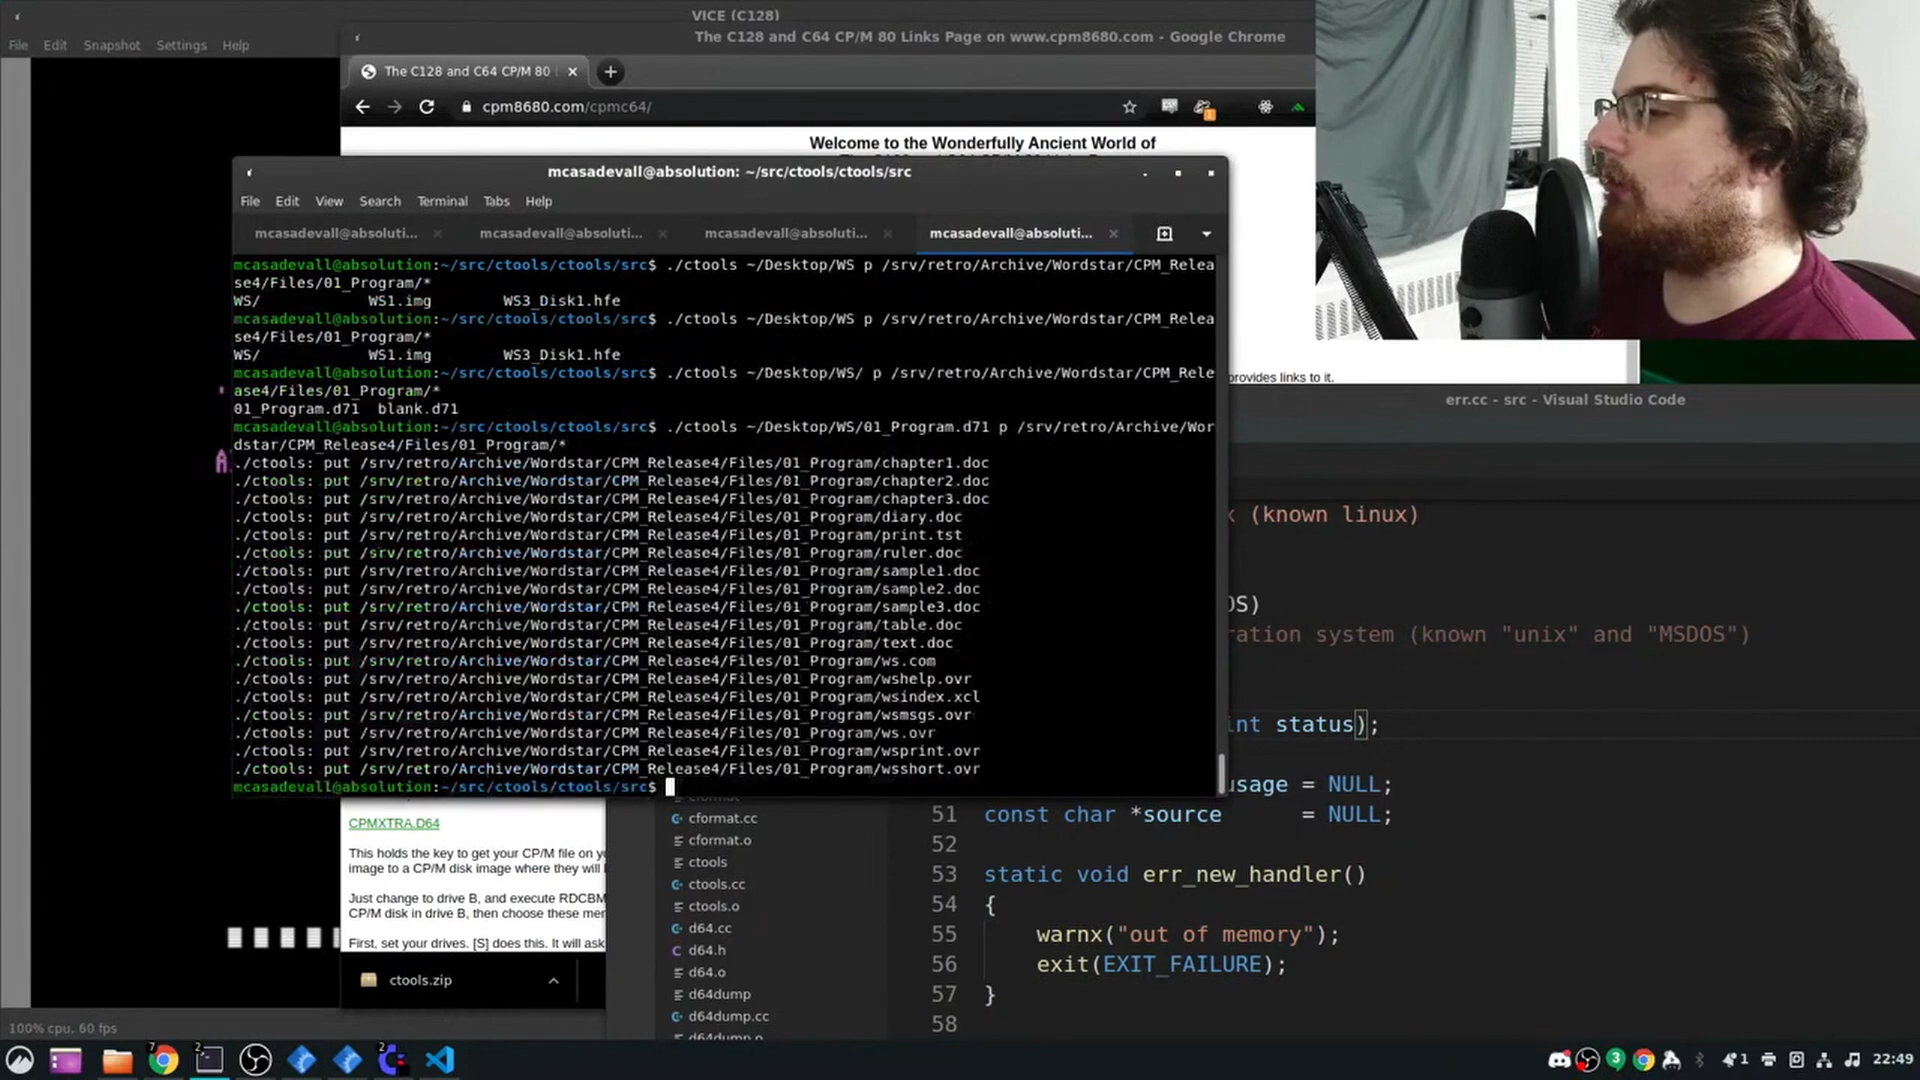 VICE (C128)
File Edit Snapshot Settings Help
The C128 and C64 CP/M 80 Links Page on www.cpm8680.com - Google Chrome
The C128 and C64 CP/M 80
cpm8680.com/cpmc64/
Welcome to the Wonderfully Ancient World of
mcasadevall@absolution: ~/src/ctools/ctools/src
File Edit View Search Terminal Tabs Help
mcasadevall@absoluti... mcasadevall@absoluti... mcasadevall@absoluti... mcasadevall@absoluti...
mcasadevall@absolution:~/src/ctools/ctools/src$ ./ctools ~/Desktop/WS p /srv/retro/Archive/Wordstar/CPM_Relea
se4/Files/01_Program/*
WS/ WS1.img WS3_Disk1.hfe
mcasadevall@absolution:~/src/ctools/ctools/src$ ./ctools ~/Desktop/WS p /srv/retro/Archive/Wordstar/CPM_Relea
se4/Files/01_Program/*
WS/ WS1.img WS3_Disk1.hfe
mcasadevall@absolution:~/src/ctools/ctools/src$ ./ctools ~/Desktop/WS/ p /srv/retro/Archive/Wordstar/CPM_Rele
ase4/Files/01_Program/*
01_Program.d71 blank.d71
mcasadevall@absolution:~/src/ctools/ctools/src$ ./ctools ~/Desktop/WS/01_Program.d71 p /srv/retro/Archive/Wor
dstar/CPM_Release4/Files/01_Program/*
./ctools: put /srv/retro/Archive/Wordstar/CPM_Release4/Files/01_Program/chapter1.doc
./ctools: put /srv/retro/Archive/Wordstar/CPM_Release4/Files/01_Program/chapter2.doc
./ctools: put /srv/retro/Archive/Wordstar/CPM_Release4/Files/01_Program/chapter3.doc
./ctools: put /srv/retro/Archive/Wordstar/CPM_Release4/Files/01_Program/diary.doc
./ctools: put /srv/retro/Archive/Wordstar/CPM_Release4/Files/01_Program/print.tst
./ctools: put /srv/retro/Archive/Wordstar/CPM_Release4/Files/01_Program/ruler.doc
./ctools: put /srv/retro/Archive/Wordstar/CPM_Release4/Files/01_Program/sample1.doc
./ctools: put /srv/retro/Archive/Wordstar/CPM_Release4/Files/01_Program/sample2.doc
./ctools: put /srv/retro/Archive/Wordstar/CPM_Release4/Files/01_Program/sample3.doc
./ctools: put /srv/retro/Archive/Wordstar/CPM_Release4/Files/01_Program/table.doc
./ctools: put /srv/retro/Archive/Wordstar/CPM_Release4/Files/01_Program/text.doc
./ctools: put /srv/retro/Archive/Wordstar/CPM_Release4/Files/01_Program/ws.com
./ctools: put /srv/retro/Archive/Wordstar/CPM_Release4/Files/01_Program/wshelp.ovr
./ctools: put /srv/retro/Archive/Wordstar/CPM_Release4/Files/01_Program/wsindex.xcl
./ctools: put /srv/retro/Archive/Wordstar/CPM_Release4/Files/01_Program/wsmsgs.ovr
./ctools: put /srv/retro/Archive/Wordstar/CPM_Release4/Files/01_Program/ws.ovr
./ctools: put /srv/retro/Archive/Wordstar/CPM_Release4/Files/01_Program/wsprint.ovr
./ctools: put /srv/retro/Archive/Wordstar/CPM_Release4/Files/01_Program/wsshort.ovr
mcasadevall@absolution:~/src/ctools/ctools/src$
provides links to it.
err.cc - src - Visual Studio Code
(known linux)
OS)
ration system (known "unix" and "MSDOS")
int status);
usage = NULL;
51 const char *source = NULL;
52
53 static void err_new_handler()
54 {
55 warnx("out of memory");
56 exit(EXIT_FAILURE);
57 }
58
cformat
cformat.cc
cformat.o
ctools
ctools.cc
ctools.o
d64.cc
d64.h
d64.o
d64dump
d64dump.cc
d64dump.o
CPMXTRA.D64
This holds the key to get your CP/M file on
image to a CP/M disk image where they will
Just change to drive B, and execute RDCBM
CP/M disk in drive B, then choose these
First, set your drives. [S] does this. It will ask
ctools.zip
100% cpu, 60 fps
7
2
2
3
1
22:49